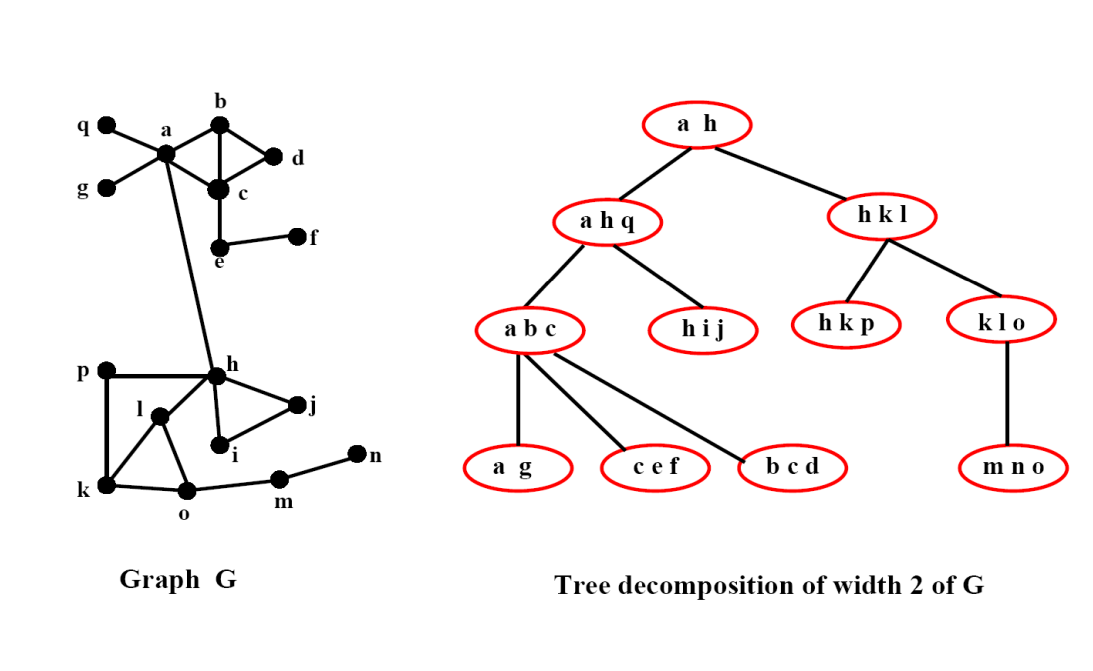 b
q
a
d
g
c
f
e
p
h
l
j
i
n
k
m
o
Graph G
a h
a h q
h k l
a b c
h i j
h k p
k l o
a g
c e f
b c d
m n o
Tree decomposition of width 2 of G